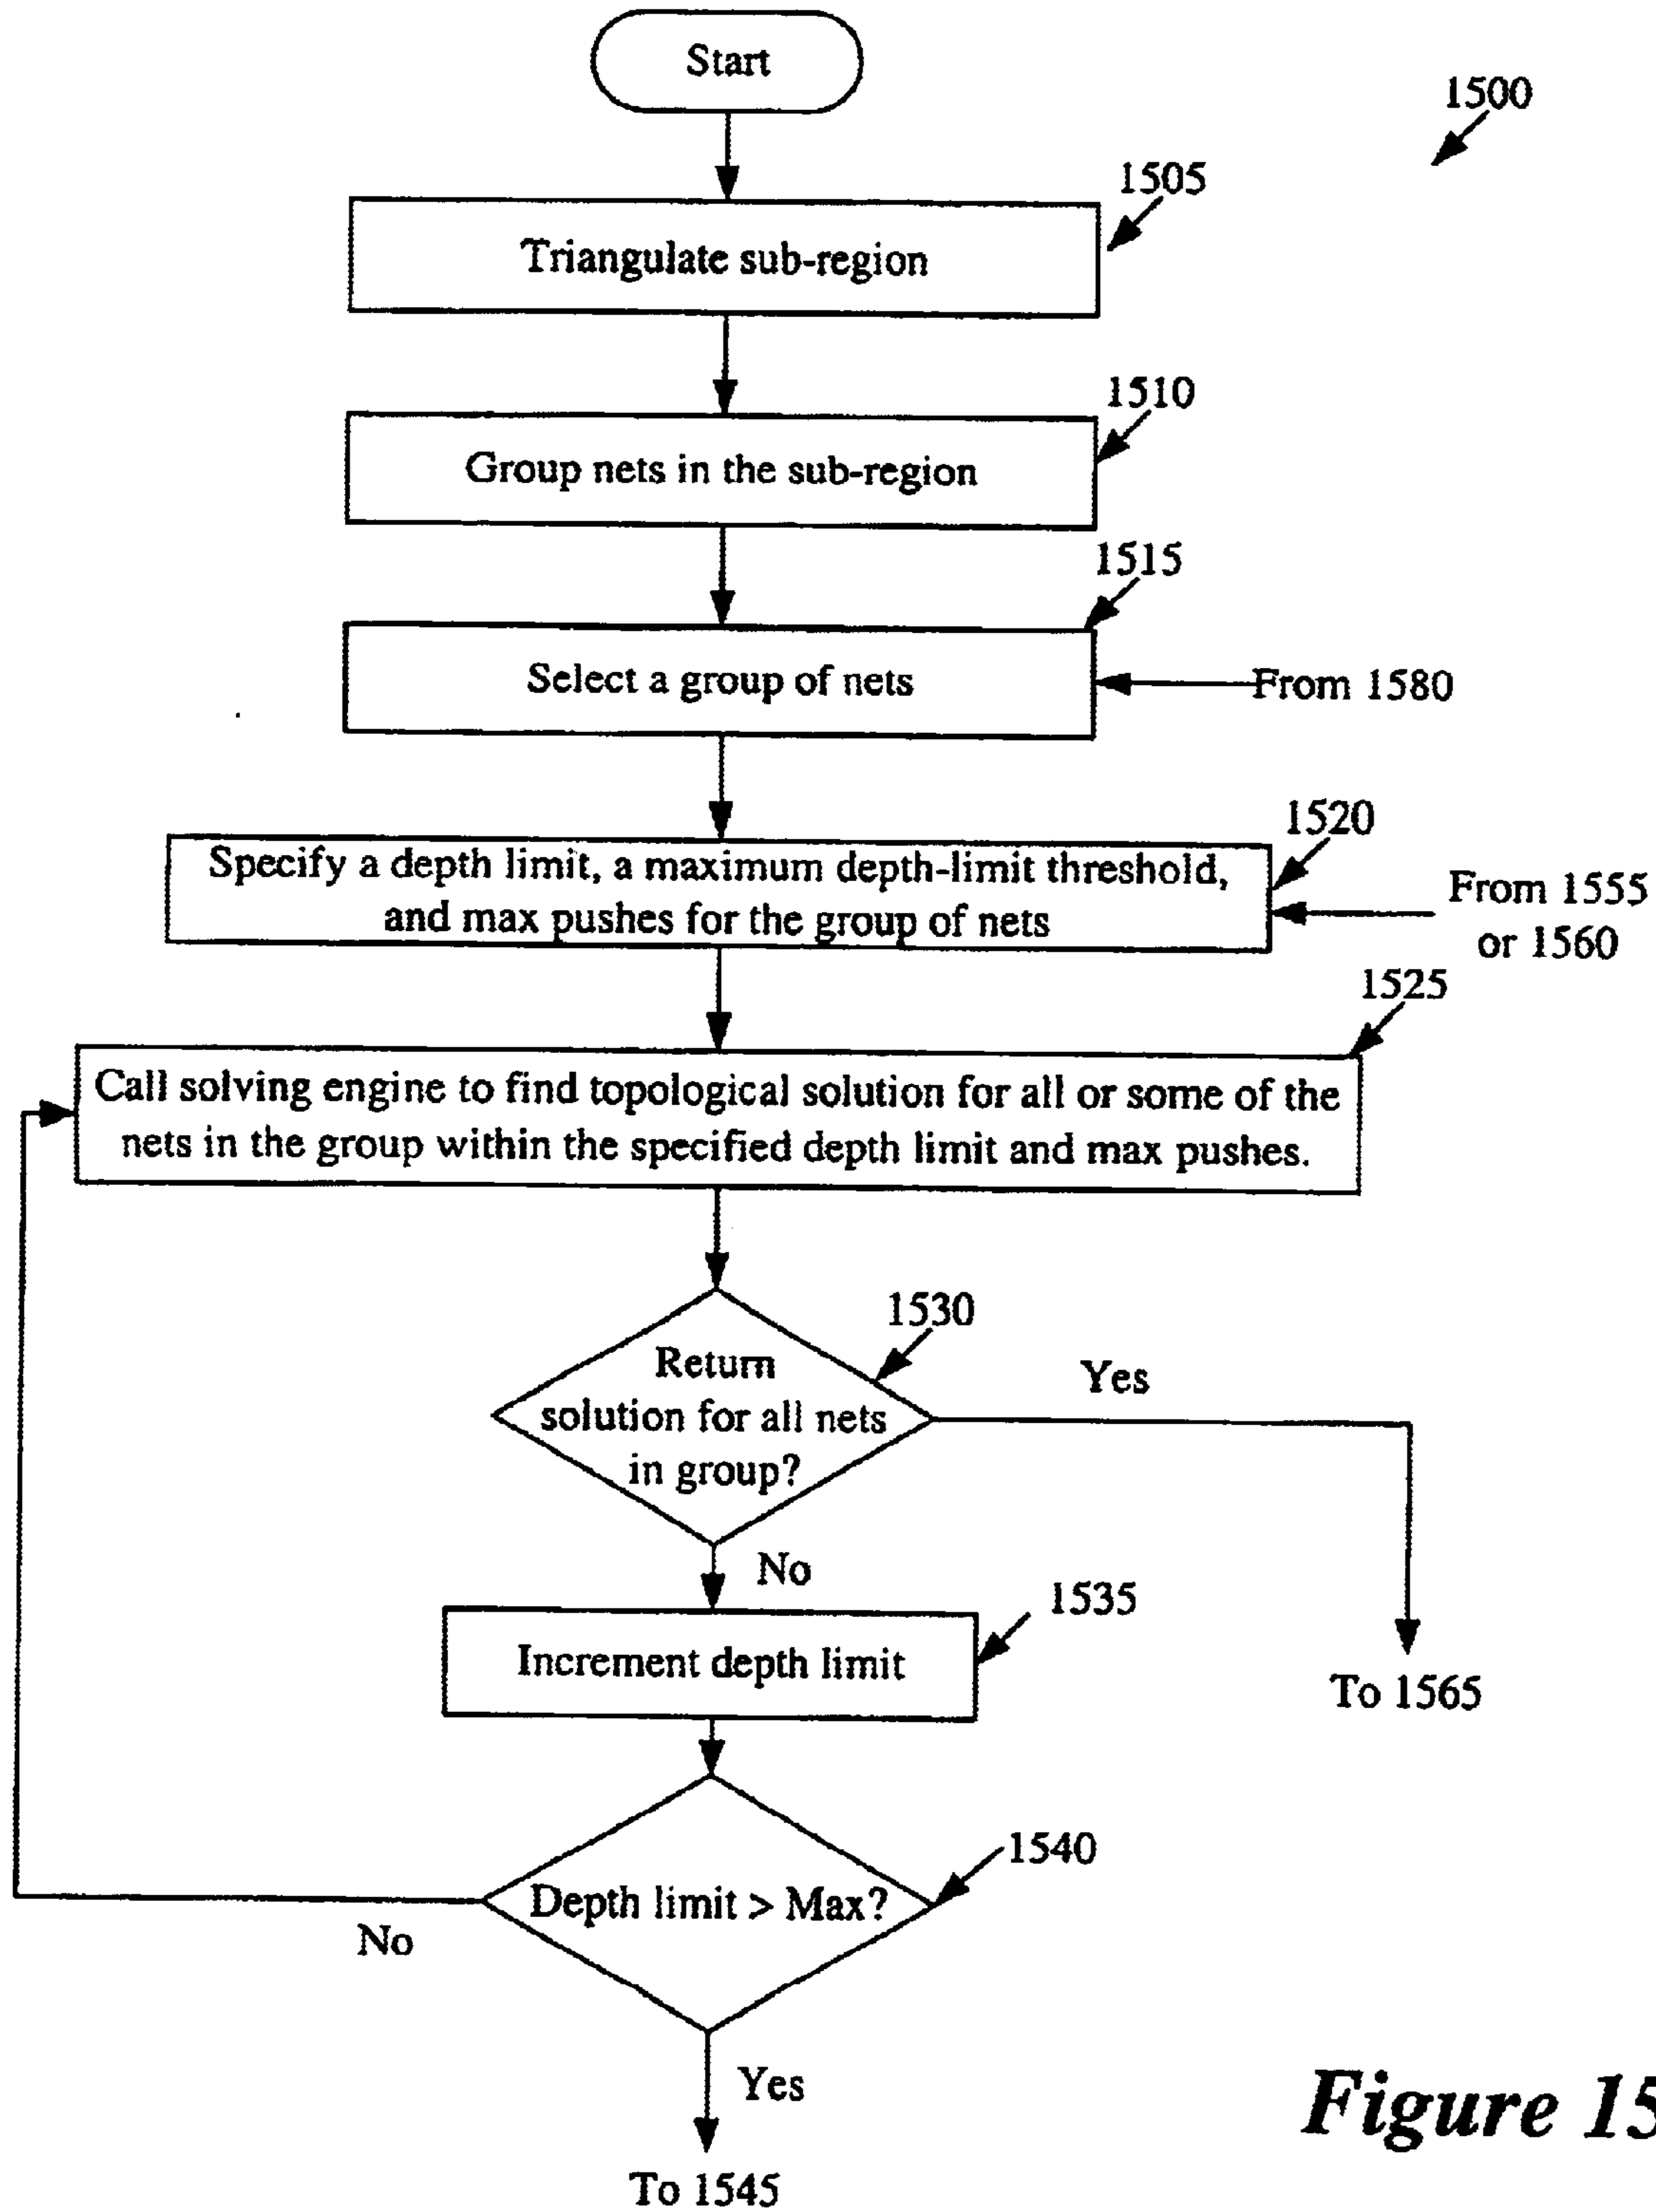 Start
1500
1505
Triangulate sub-region
1510
Group nets in the sub-region
1515
Select a group of nets
From 1580
1520
Specify a depth limit, a maximum depth-limit threshold,
and max pushes for the group of nets
From 1555
or 1560
1525
Call solving engine to find topological solution for all or some of the
nets in the group within the specified depth limit and max pushes.
1530
Return
solution for all nets
in group?
Yes
No
1535
Increment depth limit
To 1565
1540
Depth limit > Max?
No
Yes
To 1545
Figure 15